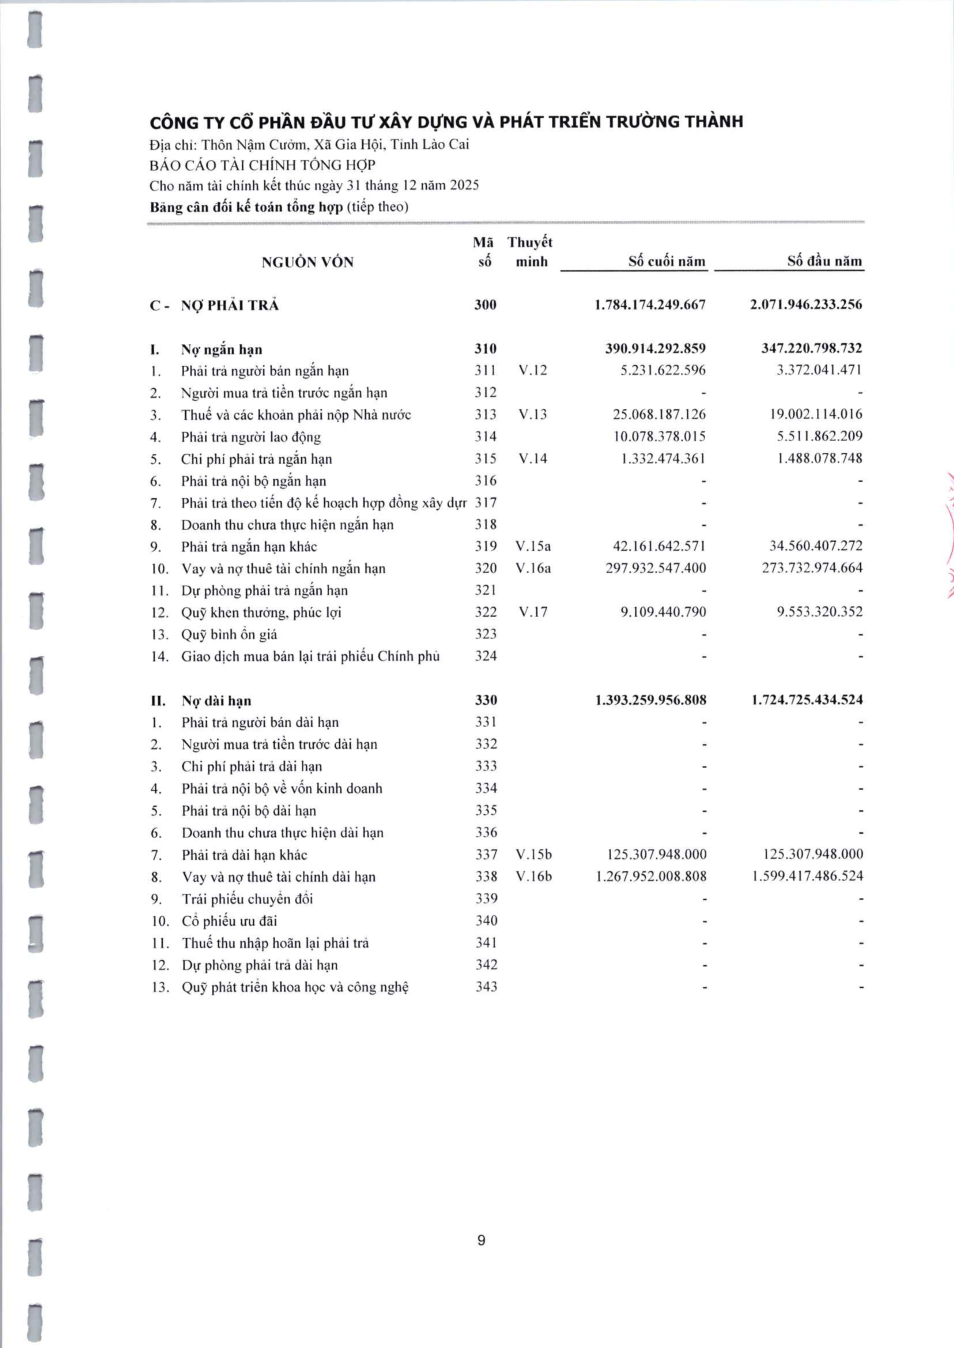 CÔNG TY CỔ PHẦN ĐẦU TƯ XÂY DỰNG VÀ PHÁT TRIỂN TRƯỜNG THÀNH
Địa chỉ: Thôn Nậm Cưởm, Xã Gia Hội, Tỉnh Lào Cai
BÁO CÁO TÀI CHÍNH TỔNG HỢP
Cho năm tài chính kết thúc ngày 31 tháng 12 năm 2025
Bảng cân đối kế toán tổng hợp (tiếp theo)
NGUỒN VỐN Mã số Thuyết minh Số cuối năm Số đầu năm
C - NỢ PHẢI TRẢ 300 1.784.174.249.667 2.071.946.233.256
I. Nợ ngắn hạn 310 390.914.292.859 347.220.798.732
1. Phải trả người bán ngắn hạn 311 V.12 5.231.622.596 3.372.041.471
2. Người mua trả tiền trước ngắn hạn 312 - -
3. Thuế và các khoản phải nộp Nhà nước 313 V.13 25.068.187.126 19.002.114.016
4. Phải trả người lao động 314 10.078.378.015 5.511.862.209
5. Chi phí phải trả ngắn hạn 315 V.14 1.332.474.361 1.488.078.748
6. Phải trả nội bộ ngắn hạn 316 - -
7. Phải trả theo tiến độ kế hoạch hợp đồng xây dựr 317 - -
8. Doanh thu chưa thực hiện ngắn hạn 318 - -
9. Phải trả ngắn hạn khác 319 V.15a 42.161.642.571 34.560.407.272
10. Vay và nợ thuê tài chính ngắn hạn 320 V.16a 297.932.547.400 273.732.974.664
11. Dự phòng phải trả ngắn hạn 321 - -
12. Quỹ khen thưởng, phúc lợi 322 V.17 9.109.440.790 9.553.320.352
13. Quỹ bình ổn giá 323 - -
14. Giao dịch mua bán lại trái phiếu Chính phủ 324 - -
II. Nợ dài hạn 330 1.393.259.956.808 1.724.725.434.524
1. Phải trả người bán dài hạn 331 - -
2. Người mua trả tiền trước dài hạn 332 - -
3. Chi phí phải trả dài hạn 333 - -
4. Phải trả nội bộ về vốn kinh doanh 334 - -
5. Phải trả nội bộ dài hạn 335 - -
6. Doanh thu chưa thực hiện dài hạn 336 - -
7. Phải trả dài hạn khác 337 V.15b 125.307.948.000 125.307.948.000
8. Vay và nợ thuê tài chính dài hạn 338 V.16b 1.267.952.008.808 1.599.417.486.524
9. Trái phiếu chuyển đổi 339 - -
10. Cổ phiếu ưu đãi 340 - -
11. Thuế thu nhập hoãn lại phải trả 341 - -
12. Dự phòng phải trả dài hạn 342 - -
13. Quỹ phát triển khoa học và công nghệ 343 - -
9